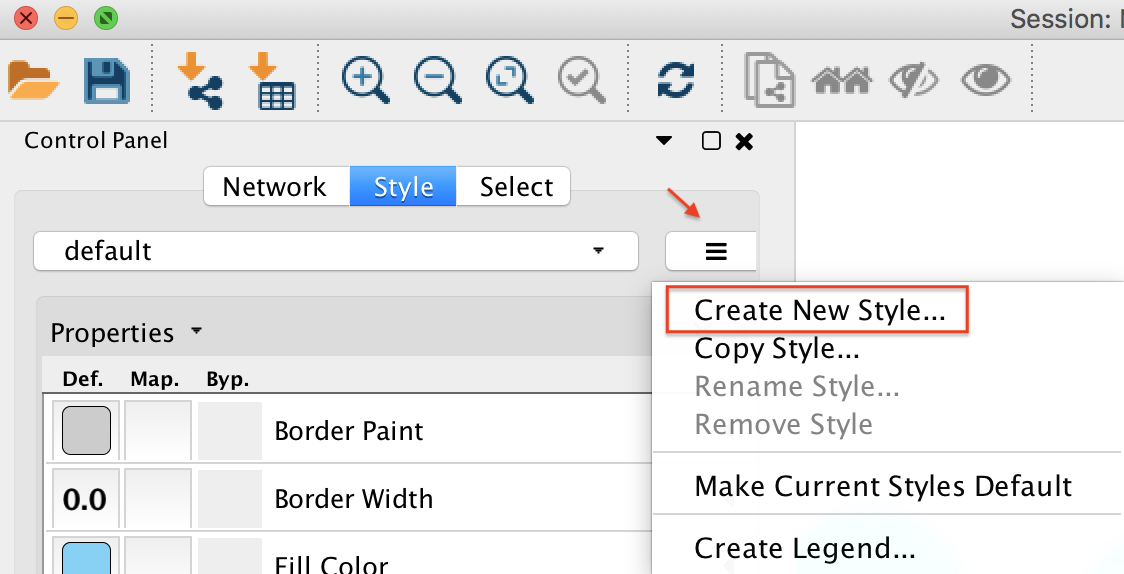 Session:
Control Panel
Network Style Select
default
Create New Style...
Properties
Copy Style...
Def. Map. Byp.
Rename Style...
Remove Style
Border Paint
Make Current Styles Default
0.0 Border Width
Create Legend...
Fill Color